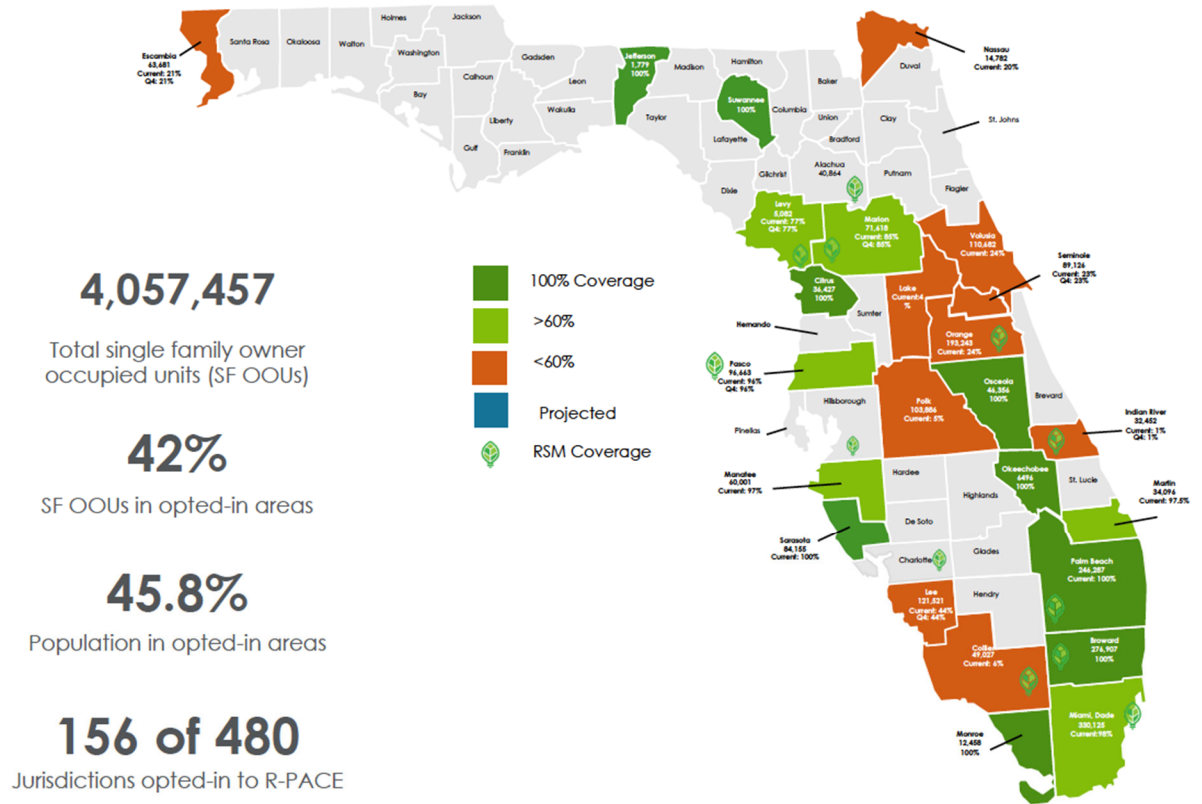 Holmes
Jackson
Santa Rosa
Okaloosa
Walton
Washington
Escambia
63,681
Current: 21%
Q4: 21%
Gadsden
Calhoun
Leon
Bay
Liberty
Wakulla
Gulf
Franklin
Jefferson
1,779
100%
Madison
Hamilton
Taylor
Suwannee
100%
Columbia
Baker
Nassau
14,782
Current: 20%
Duval
Union
Bradford
Clay
St. Johns
Lafayette
Gilchrist
Alachua
40,864
Putnam
Dixie
Flagler
Levy
5,082
Current: 77%
Q4: 77%
Marion
71,618
Current: 85%
Q4: 85%
Volusia
110,682
Current: 24%
Seminole
89,126
Current: 23%
Q4: 23%
Citrus
36,427
100%
Lake
Current:4
%
Sumter
Hernando
Orange
193,243
Current: 24%
Pasco
96,663
Current: 96%
Q4: 96%
Osceola
46,356
100%
Brevard
Hillsborough
Polk
103,886
Current: 5%
Pinellas
Indian River
32,452
Current: 1%
Q4: 1%
Manatee
60,001
Current: 97%
Hardee
Highlands
Okeechobee
6496
100%
St. Lucie
Martin
34,096
Current: 97.5%
Sarasota
84,155
Current: 100%
De Soto
Charlotte
Glades
Palm Beach
246,287
Current: 100%
Lee
121,521
Current: 44%
Q4: 44%
Hendry
Collier
49,027
Current: 6%
Broward
276,907
100%
Monroe
12,458
100%
Miami, Dade
330,125
Current:98%
4,057,457
Total single family owner
occupied units (SF OOUs)
42%
SF OOUs in opted-in areas
45.8%
Population in opted-in areas
156 of 480
Jurisdictions opted-in to R-PACE
100% Coverage
>60%
<60%
Projected
RSM Coverage